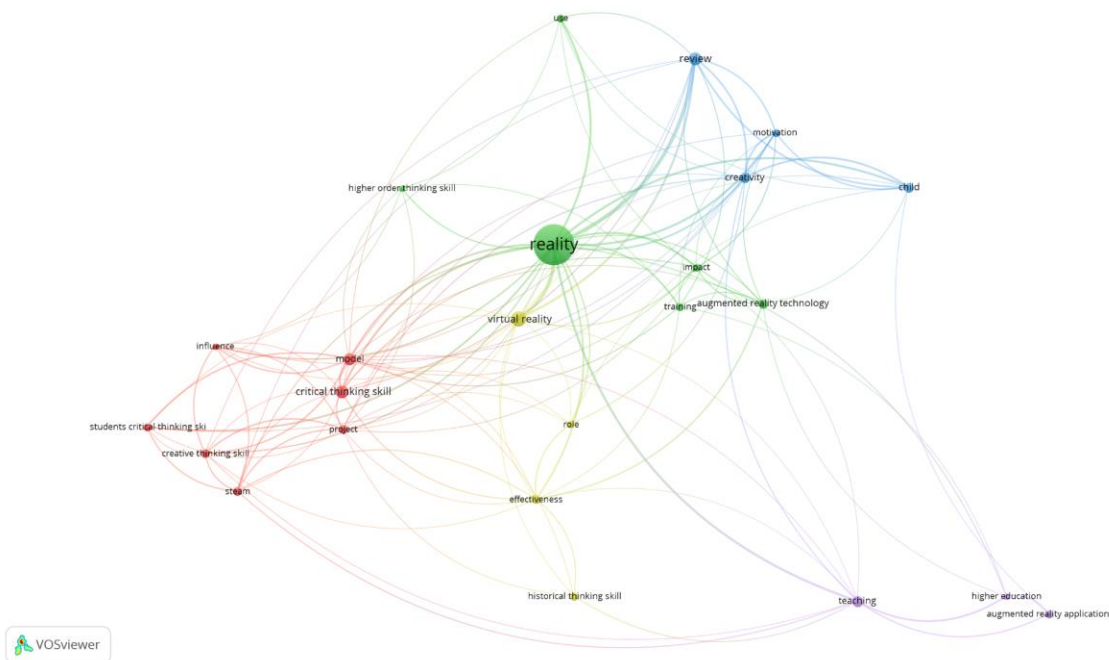 use
review
motivation
creativity
child
higher order thinking skill
reality
impact
training
augmented reality technology
virtual reality
influence
model
critical thinking skill
students critical thinking ski
project
role
creative thinking skill
steam
effectiveness
historical thinking skill
teaching
higher education
augmented reality application
VOSviewer